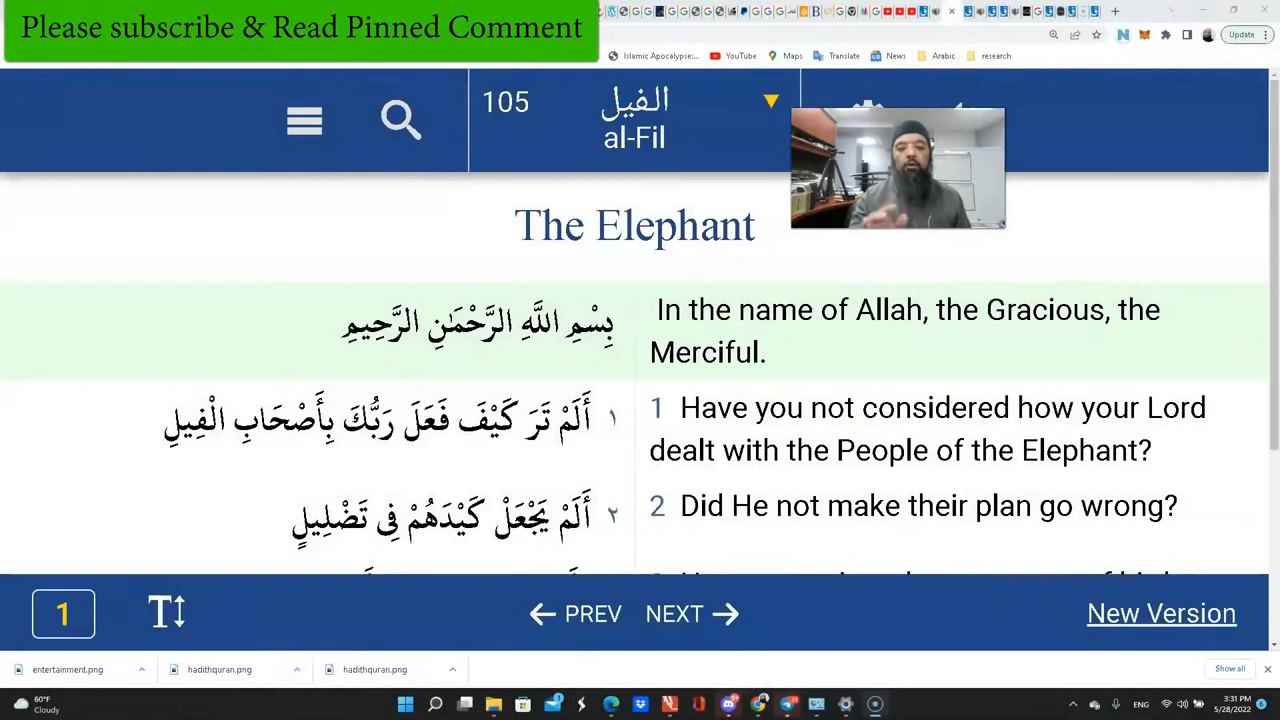 Please subscribe & Read Pinned Comment
Update
Islamic Apocalypse:...
YouTube
Maps
Translate
News
Arabic
research
105
الفيل
al-Fil
The Elephant
بِسْمِ اللَّهِ الرَّحْمَٰنِ الرَّحِيمِ
In the name of Allah, the Gracious, the
Merciful.
١ أَلَمْ تَرَ كَيْفَ فَعَلَ رَبُّكَ بِأَصْحَابِ الْفِيلِ
1 Have you not considered how your Lord
dealt with the People of the Elephant?
٢ أَلَمْ يَجْعَلْ كَيْدَهُمْ فِى تَضْلِيلٍ
2 Did He not make their plan go wrong?
1
T
PREV
NEXT
New Version
entertainment.png
hadithquran.png
hadithquran.png
Show all
60°F
Cloudy
ENG
3:31 PM
5/28/2022